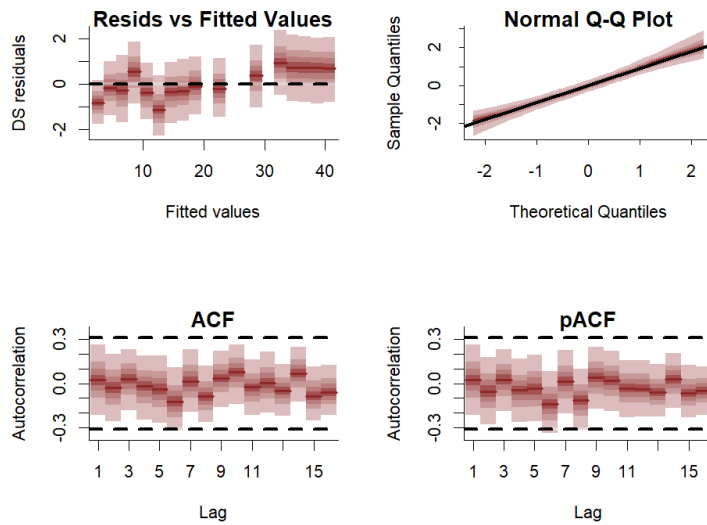 Resids vs Fitted Values
DS residuals
2
0
-2
10 20 30 40
Fitted values
Normal Q-Q Plot
Sample Quantiles
2
0
-2
-2 -1 0 1 2
Theoretical Quantiles
ACF
Autocorrelation
0.3
0.0
-0.3
1 3 5 7 9 11 15
Lag
pACF
Autocorrelation
0.3
0.0
-0.3
1 3 5 7 9 11 15
Lag